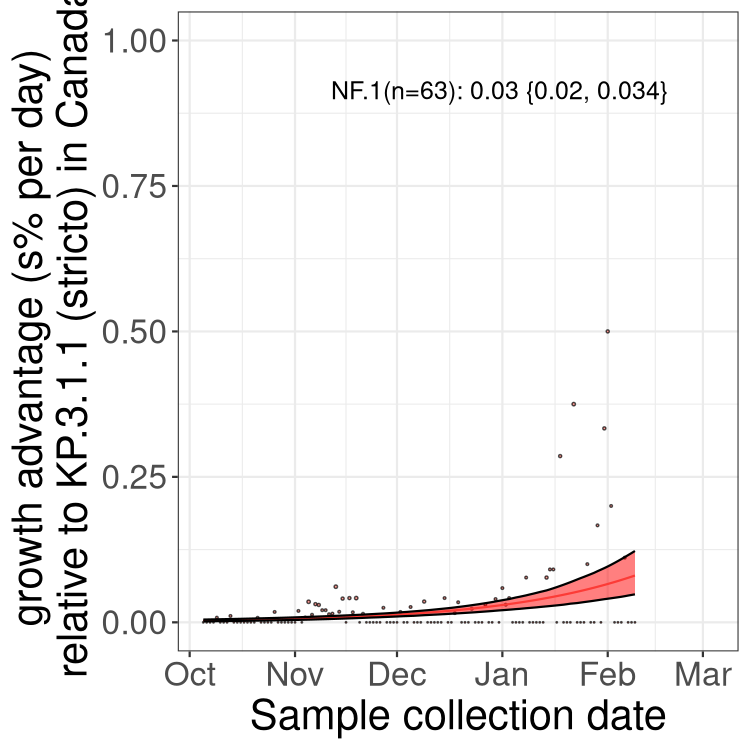 growth advantage (s% per day)
relative to KP.3.1.1 (stricto) in Canada
1.00
0.75
0.50
0.25
0.00
NF.1(n=63): 0.03 {0.02, 0.034}
Oct Nov Dec Jan Feb Mar
Sample collection date